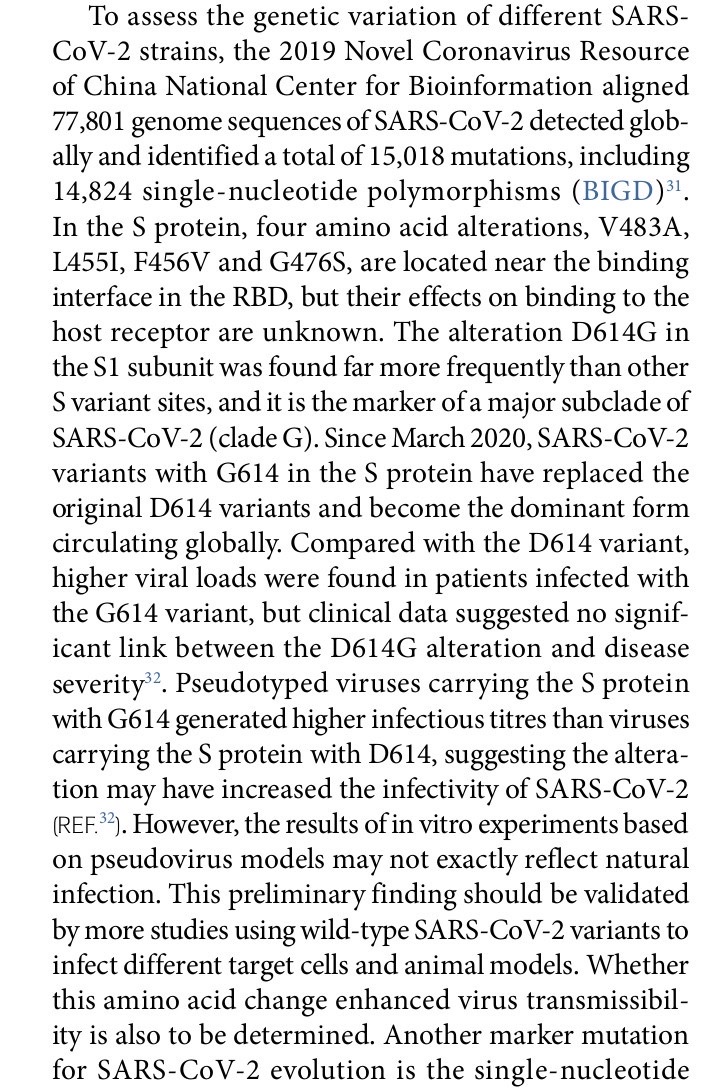 To assess the genetic variation of different SARS-
CoV-2 strains, the 2019 Novel Coronavirus Resource
of China National Center for Bioinformation aligned
77,801 genome sequences of SARS-CoV-2 detected glob-
ally and identified a total of 15,018 mutations, including
14,824 single-nucleotide polymorphisms (BIGD)31.
In the S protein, four amino acid alterations, V483A,
L455I, F456V and G476S, are located near the binding
interface in the RBD, but their effects on binding to the
host receptor are unknown. The alteration D614G in
the S1 subunit was found far more frequently than other
S variant sites, and it is the marker of a major subclade of
SARS-CoV-2 (clade G). Since March 2020, SARS-CoV-2
variants with G614 in the S protein have replaced the
original D614 variants and become the dominant form
circulating globally. Compared with the D614 variant,
higher viral loads were found in patients infected with
the G614 variant, but clinical data suggested no signif-
icant link between the D614G alteration and disease
severity32. Pseudotyped viruses carrying the S protein
with G614 generated higher infectious titres than viruses
carrying the S protein with D614, suggesting the altera-
tion may have increased the infectivity of SARS-CoV-2
(REF.32). However, the results of in vitro experiments based
on pseudovirus models may not exactly reflect natural
infection. This preliminary finding should be validated
by more studies using wild-type SARS-CoV-2 variants to
infect different target cells and animal models. Whether
this amino acid change enhanced virus transmissibil-
ity is also to be determined. Another marker mutation
for SARS-CoV-2 evolution is the single-nucleotide